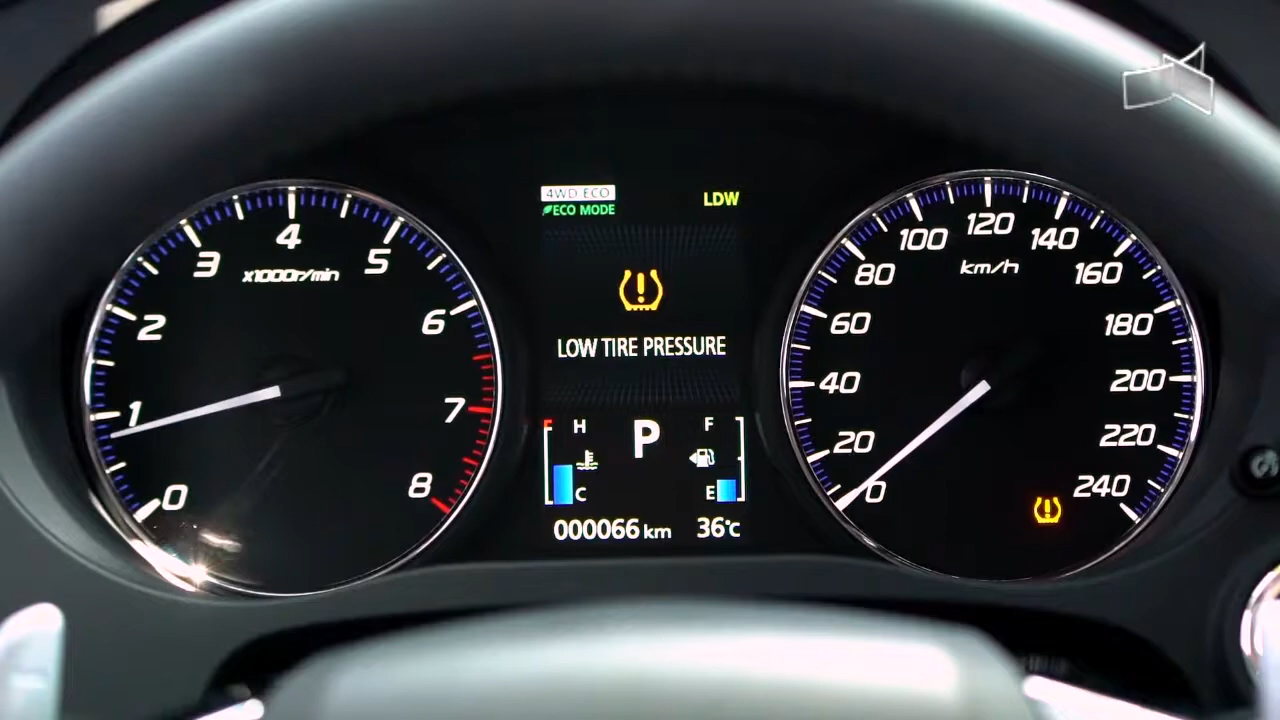 0
1
2
3
4
5
6
7
8
x1000r/min
4WD ECO
ECO MODE
LDW
LOW TIRE PRESSURE
H
C
P
F
E
000066 km
36°C
0
20
40
60
80
100
120
140
160
180
200
220
240
km/h